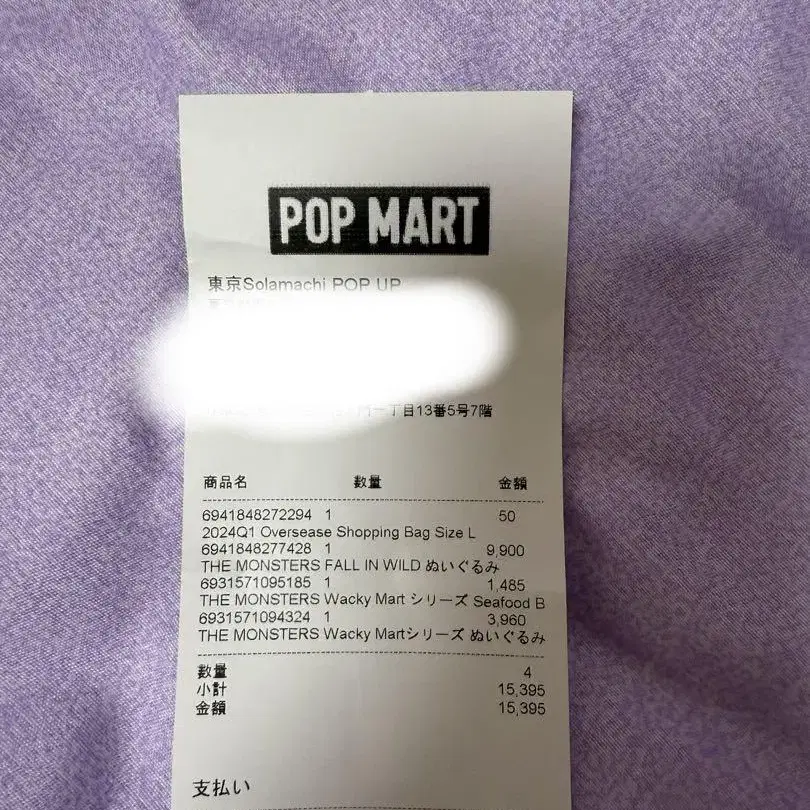 POP MART
東京Solamachi POP UP
一丁目13番5号7階
商品名 数量 金額
6941848272294 1 50
2024Q1 Oversease Shopping Bag Size L
6941848277428 1 9,900
THE MONSTERS FALL IN WILD ぬいぐるみ
6931571095185 1 1,485
THE MONSTERS Wacky Mart シリーズ Seafood B
6931571094324 1 3,960
THE MONSTERS Wacky Martシリーズ ぬいぐるみ
数量 4
小計 15,395
金額 15,395
支払い